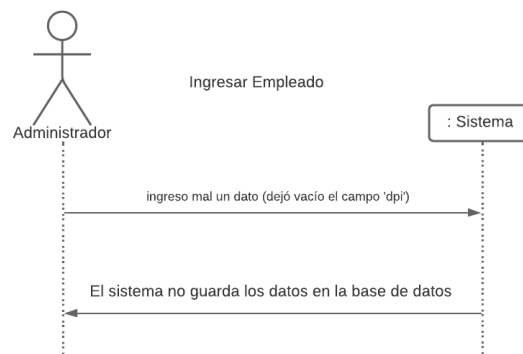 Ingresar Empleado
Administrador
: Sistema
ingreso mal un dato (dejó vacío el campo 'dpi')
El sistema no guarda los datos en la base de datos